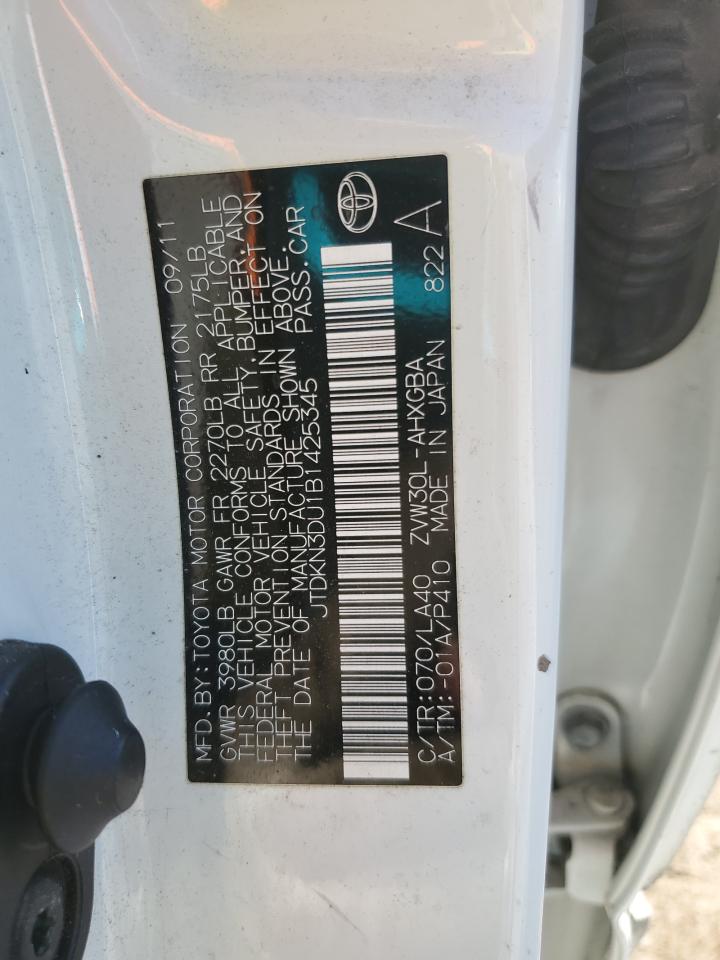 MFD. BY: TOYOTA MOTOR CORPORATION 09/11
GVWR 3980LB GAWR FR 2270LB RR 2175LB
THIS VEHICLE CONFORMS TO ALL APPLICABLE
FEDERAL MOTOR VEHICLE SAFETY, BUMPER, AND
THEFT PREVENTION STANDARDS IN EFFECT ON
THE DATE OF MANUFACTURE SHOWN ABOVE.
JTDKN3DU1B1425345 PASS. CAR
C/TR: 070/LA40 ZVW30L-AHXGBA 822 A
A/TM: -01A/P410 MADE IN JAPAN